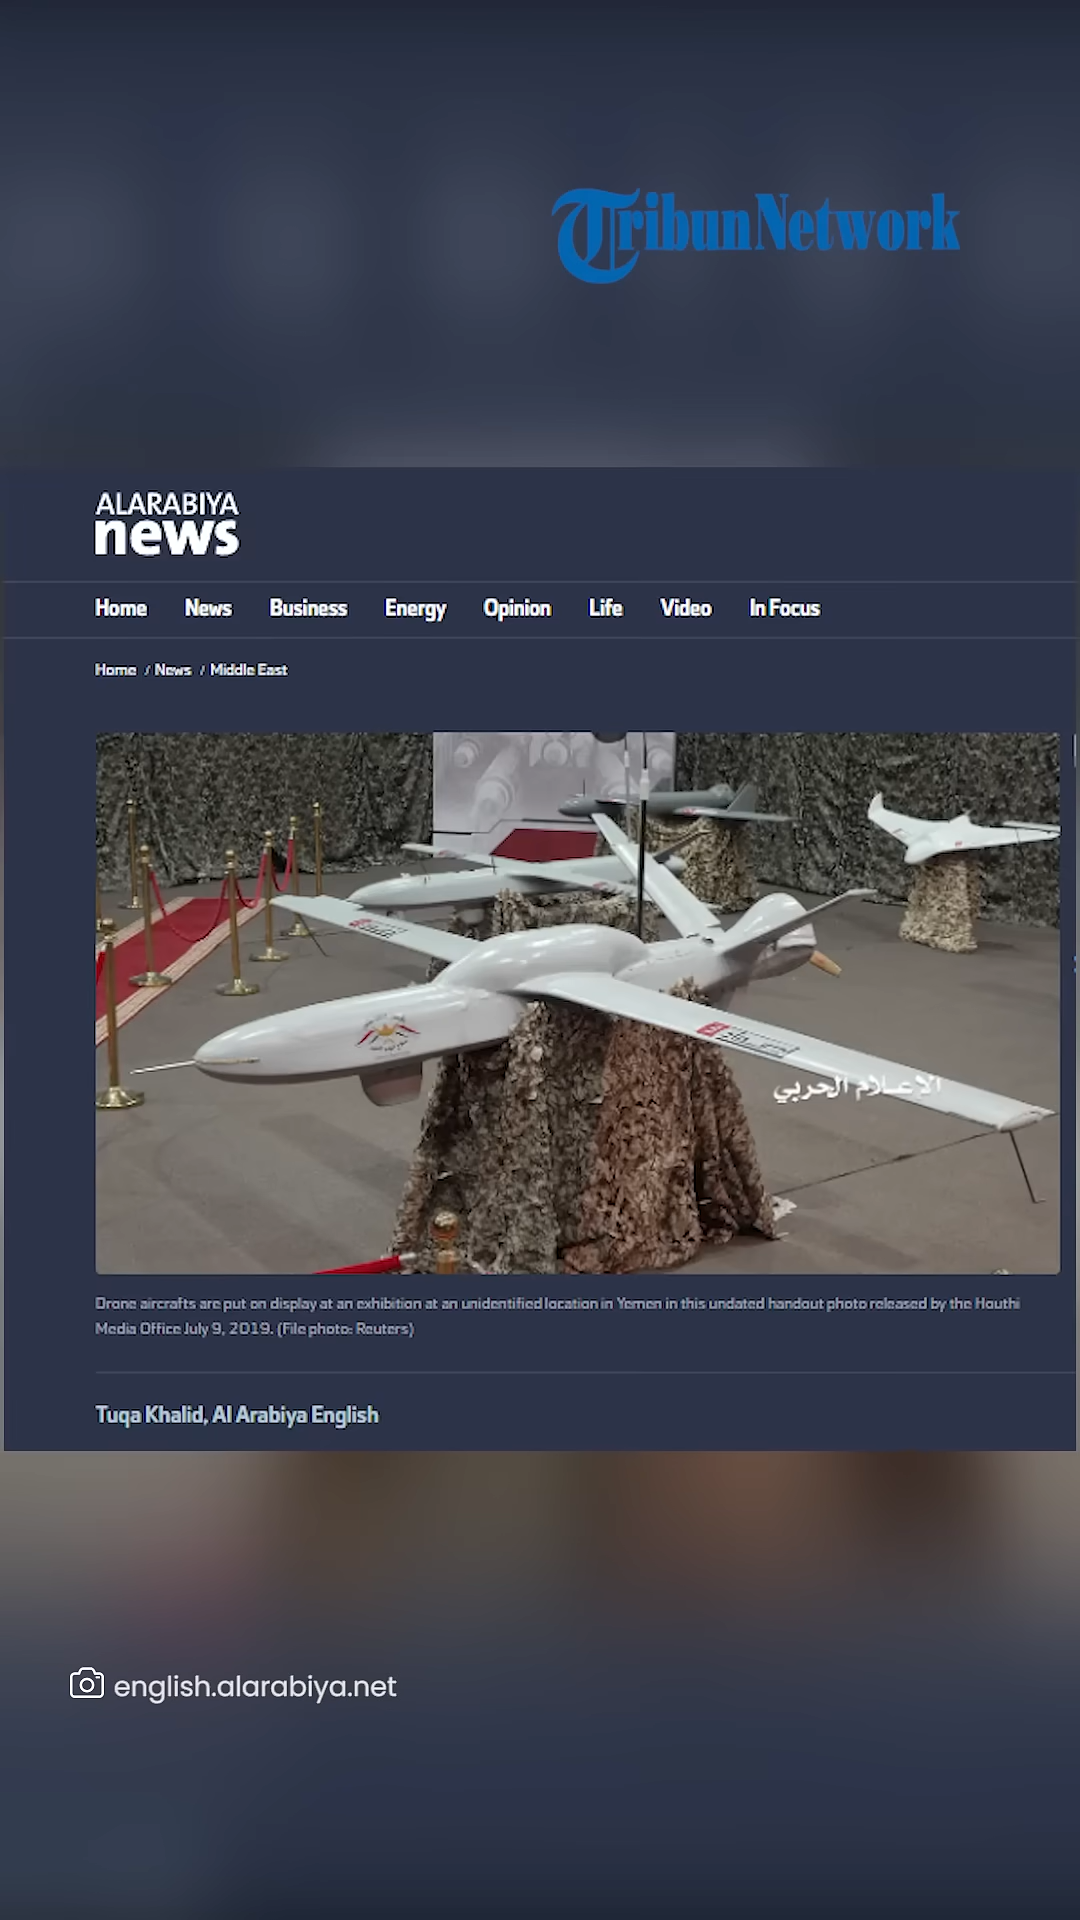 TribunNetwork
ALARABIYA
news
Home News Business Energy Opinion Life Video In Focus
Home / News / Middle East
الاعلام الحربي
Drone aircrafts are put on display at an exhibition at an unidentified location in Yemen in this undated handout photo released by the Houthi
Media Office July 9, 2019. (File photo: Reuters)
Tuqa Khalid, Al Arabiya English
english.alarabiya.net